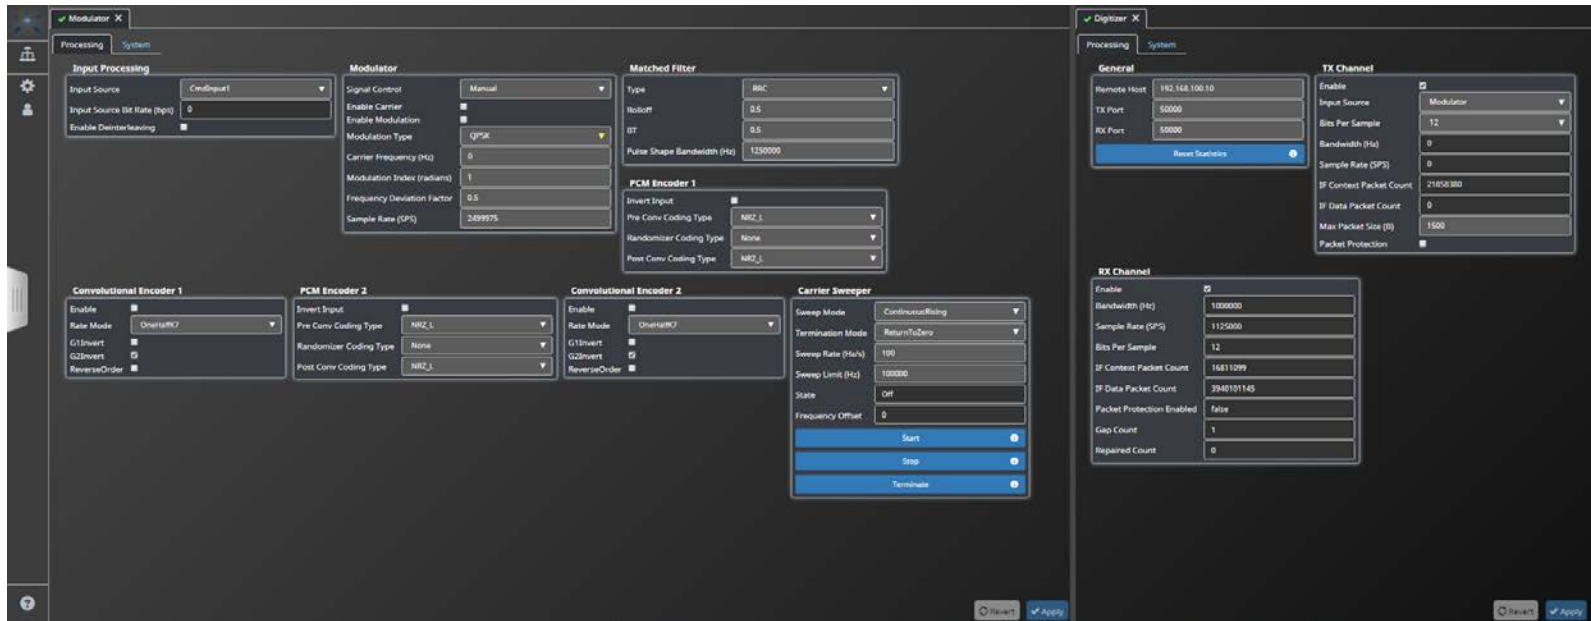 Modulator X
Processing System
Input Processing
Input Source CmdInput1
Input Source Bit Rate (bps) 0
Enable Deinterleaving
Modulator
Signal Control Manual
Enable Carrier
Enable Modulation
Modulation Type QPSK
Carrier Frequency (Hz) 0
Modulation Index (radians) 1
Frequency Deviation Factor 0.5
Sample Rate (SPS) 2499975
Matched Filter
Type RRC
Rolloff 0.5
BT 0.5
Pulse Shape Bandwidth (Hz) 1250000
PCM Encoder 1
Invert Input
Pre Conv Coding Type NRZ_L
Randomizer Coding Type None
Post Conv Coding Type NRZ_L
Convolutional Encoder 1
Enable
Rate Mode OneHalfK7
G1Invert
G2Invert
ReverseOrder
PCM Encoder 2
Invert Input
Pre Conv Coding Type NRZ_L
Randomizer Coding Type None
Post Conv Coding Type NRZ_L
Convolutional Encoder 2
Enable
Rate Mode OneHalfK7
G1Invert
G2Invert
ReverseOrder
Carrier Sweeper
Sweep Mode ContinuousRising
Termination Mode ReturnToZero
Sweep Rate (Hz/s) 100
Sweep Limit (Hz) 100000
State Off
Frequency Offset 0
Start
Stop
Terminate
Revert Apply
Digitizer X
Processing System
General
Remote Host 192.168.100.10
TX Port 50000
RX Port 50000
Reset Statistics
TX Channel
Enable
Input Source Modulator
Bits Per Sample 12
Bandwidth (Hz) 0
Sample Rate (SPS) 0
IF Context Packet Count 21858380
IF Data Packet Count 0
Max Packet Size (B) 1500
Packet Protection
RX Channel
Enable
Bandwidth (Hz) 1000000
Sample Rate (SPS) 1125000
Bits Per Sample 12
IF Context Packet Count 16811099
IF Data Packet Count 3940101145
Packet Protection Enabled false
Gap Count 1
Repaired Count 0
Revert Apply